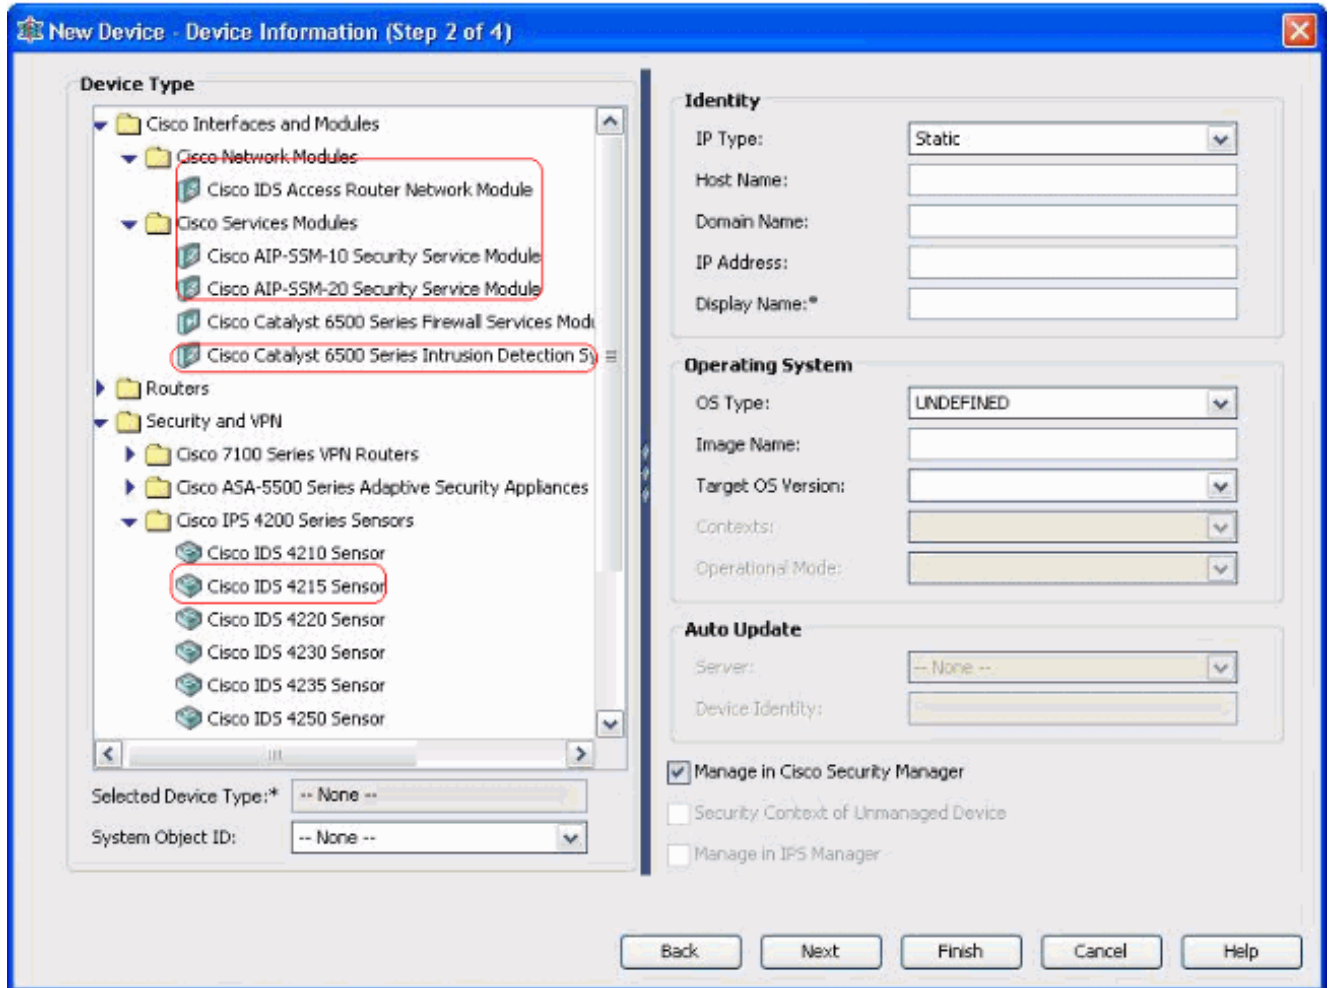 New Device - Device Information (Step 2 of 4)
Device Type
Cisco Interfaces and Modules
Cisco Network Modules
Cisco IDS Access Router Network Module
Cisco Services Modules
Cisco AIP-SSM-10 Security Service Module
Cisco AIP-SSM-20 Security Service Module
Cisco Catalyst 6500 Series Firewall Services Modu
Cisco Catalyst 6500 Series Intrusion Detection Sy
Routers
Security and VPN
Cisco 7100 Series VPN Routers
Cisco ASA-5500 Series Adaptive Security Appliances
Cisco IPS 4200 Series Sensors
Cisco IDS 4210 Sensor
Cisco IDS 4215 Sensor
Cisco IDS 4220 Sensor
Cisco IDS 4230 Sensor
Cisco IDS 4235 Sensor
Cisco IDS 4250 Sensor
Selected Device Type:* -- None --
System Object ID: -- None --
Identity
IP Type: Static
Host Name:
Domain Name:
IP Address:
Display Name:*
Operating System
OS Type: UNDEFINED
Image Name:
Target OS Version:
Contexts:
Operational Mode:
Auto Update
Server: -- None --
Device Identity:
Manage in Cisco Security Manager
Security Context of Unmanaged Device
Manage in IPS Manager
Back Next Finish Cancel Help